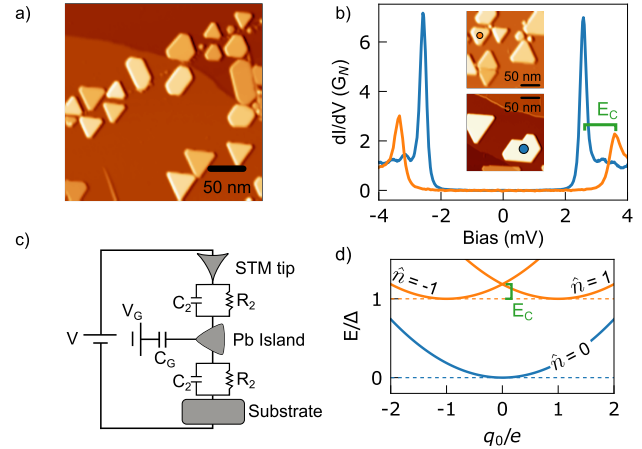 a)
50 nm
b)
dI/dV (G_N)
6
4
2
0
50 nm
50 nm
E_C
-4
-2
0
2
4
Bias (mV)
c)
STM tip
C_2
R_2
V_G
V
C_G
Pb Island
C_2
R_2
Substrate
d)
E/Δ
1
0
n̂=-1
n̂=1
E_C
n̂=0
-2
-1
0
1
2
q_0/e